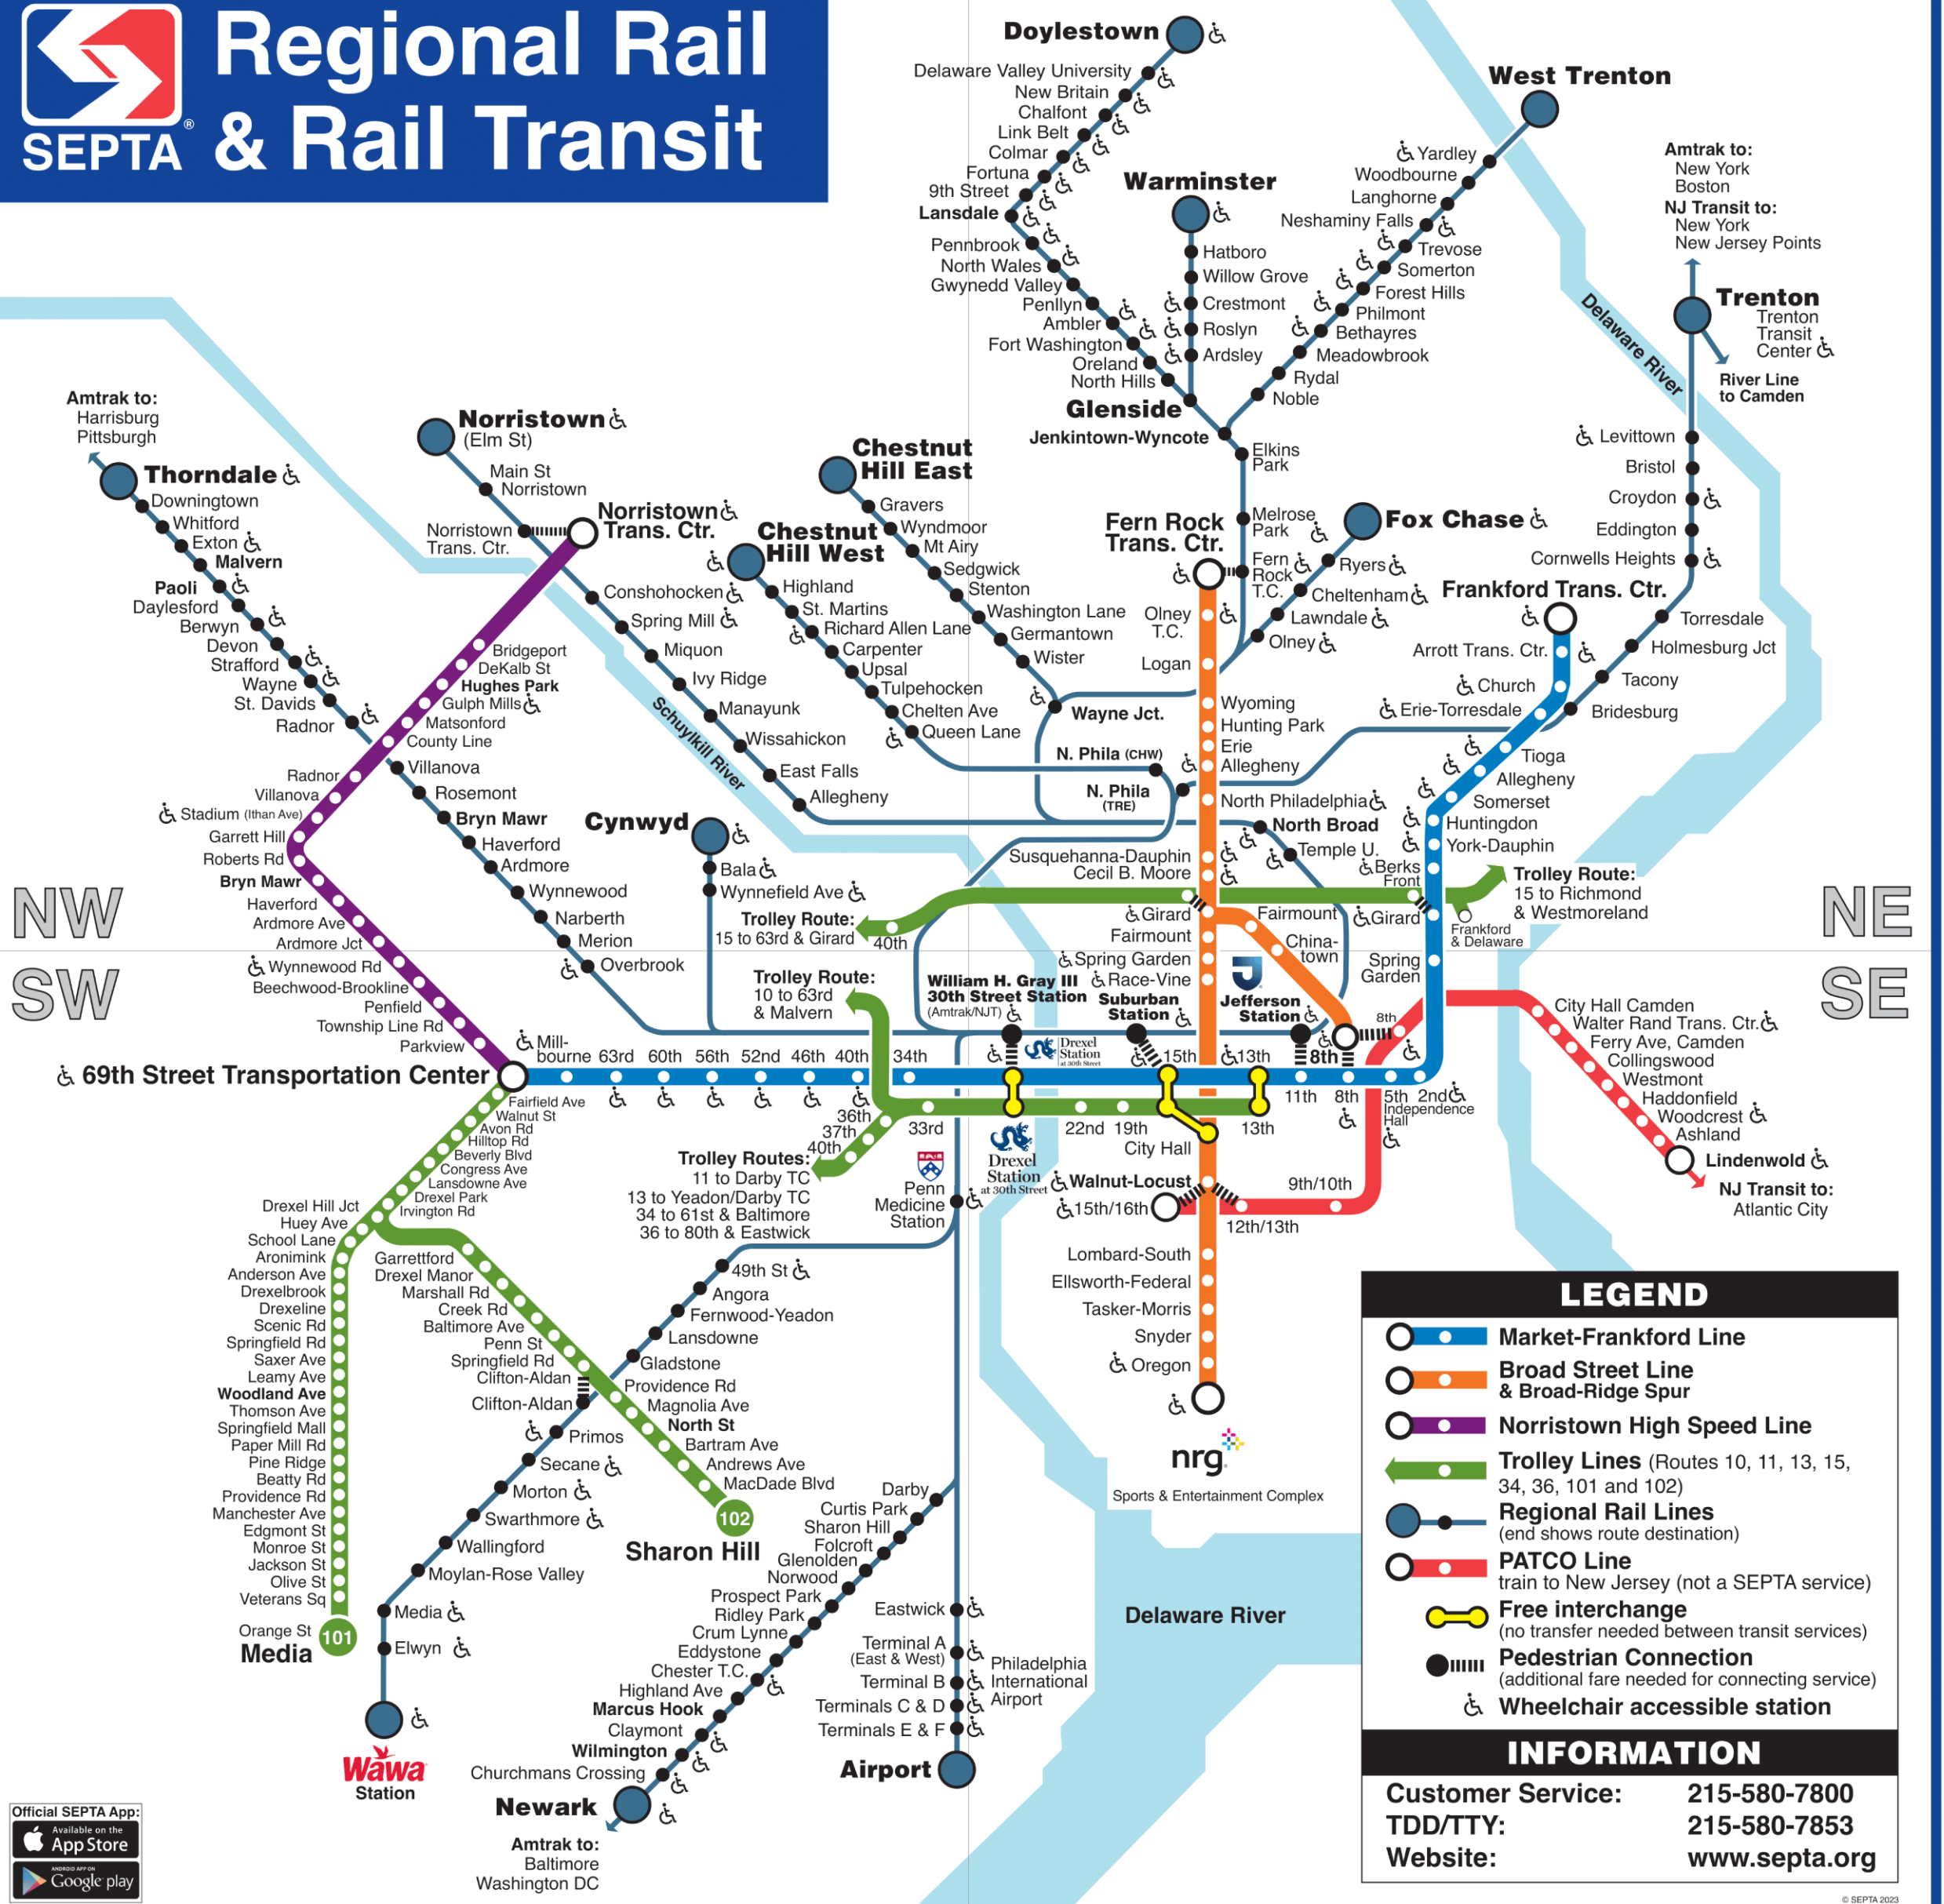 SEPTA®
Regional Rail
& Rail Transit
Doylestown
Delaware Valley University
New Britain
Chalfont
Link Belt
Colmar
Fortuna
9th Street
Lansdale
Pennbrook
North Wales
Gwynedd Valley
Penllyn
Ambler
Fort Washington
Oreland
North Hills
Glenside
Jenkintown-Wyncote
Warminster
Hatboro
Willow Grove
Crestmont
Roslyn
Ardsley
West Trenton
Yardley
Woodbourne
Langhorne
Neshaminy Falls
Trevose
Somerton
Forest Hills
Philmont
Bethayres
Meadowbrook
Rydal
Noble
Elkins
Park
Melrose
Park
Fern
Rock
T.C.
Amtrak to:
New York
Boston
NJ Transit to:
New York
New Jersey Points
Trenton
Trenton
Transit
Center
River Line
to Camden
Delaware River
Levittown
Bristol
Croydon
Eddington
Cornwells Heights
Torresdale
Holmesburg Jct
Tacony
Bridesburg
Amtrak to:
Harrisburg
Pittsburgh
Thorndale
Downingtown
Whitford
Exton
Malvern
Paoli
Daylesford
Berwyn
Devon
Strafford
Wayne
St. Davids
Radnor
Villanova
Rosemont
Bryn Mawr
Haverford
Ardmore
Wynnewood
Narberth
Merion
Overbrook
Norristown
(Elm St)
Main St
Norristown
Norristown
Trans. Ctr.
Norristown
Trans. Ctr.
Conshohocken
Spring Mill
Miquon
Ivy Ridge
Manayunk
Wissahickon
East Falls
Allegheny
Schuylkill River
Bridgeport
DeKalb St
Hughes Park
Gulph Mills
Matsonford
County Line
Radnor
Villanova
Stadium (Ithan Ave)
Garrett Hill
Roberts Rd
Bryn Mawr
Haverford
Ardmore Ave
Ardmore Jct
Wynnewood Rd
Beechwood-Brookline
Penfield
Township Line Rd
Parkview
69th Street Transportation Center
Chestnut
Hill East
Gravers
Wyndmoor
Mt Airy
Sedgwick
Stenton
Washington Lane
Germantown
Wister
Wayne Jct.
Chestnut
Hill West
Highland
St. Martins
Richard Allen Lane
Carpenter
Upsal
Tulpehocken
Chelten Ave
Queen Lane
N. Phila (CHW)
N. Phila
(TRE)
Fox Chase
Ryers
Cheltenham
Lawndale
Olney
Fern Rock
Trans. Ctr.
Olney
T.C.
Logan
Wyoming
Hunting Park
Erie
Allegheny
North Philadelphia
North Broad
Temple U.
Susquehanna-Dauphin
Cecil B. Moore
Girard
Fairmount
Spring Garden
Race-Vine
Fairmount
China-
town
Frankford Trans. Ctr.
Arrott Trans. Ctr.
Church
Erie-Torresdale
Tioga
Allegheny
Somerset
Huntingdon
York-Dauphin
Berks
Front
Girard
Spring
Garden
Trolley Route:
15 to Richmond
& Westmoreland
Frankford
& Delaware
Cynwyd
Bala
Wynnefield Ave
Trolley Route:
15 to 63rd & Girard
40th
Trolley Route:
10 to 63rd
& Malvern
NW
SW
NE
SE
William H. Gray III
30th Street Station
(Amtrak/NJT)
Suburban
Station
Jefferson
Station
Drexel
Station
at 30th Street
Mill-
bourne
63rd
60th
56th
52nd
46th
40th
34th
15th
13th
8th
8th
11th
8th
5th
Independence
Hall
2nd
36th
37th
40th
33rd
22nd
19th
City Hall
13th
Drexel
Station
at 30th Street
Trolley Routes:
11 to Darby TC
13 to Yeadon/Darby TC
34 to 61st & Baltimore
36 to 80th & Eastwick
Penn
Medicine
Station
Walnut-Locust
15th/16th
12th/13th
9th/10th
Lombard-South
Ellsworth-Federal
Tasker-Morris
Snyder
Oregon
nrg
Sports & Entertainment Complex
City Hall Camden
Walter Rand Trans. Ctr.
Ferry Ave, Camden
Collingswood
Westmont
Haddonfield
Woodcrest
Ashland
Lindenwold
NJ Transit to:
Atlantic City
Fairfield Ave
Walnut St
Avon Rd
Hilltop Rd
Beverly Blvd
Congress Ave
Lansdowne Ave
Drexel Park
Irvington Rd
Drexel Hill Jct
Huey Ave
School Lane
Aronimink
Anderson Ave
Drexelbrook
Drexeline
Scenic Rd
Springfield Rd
Saxer Ave
Leamy Ave
Woodland Ave
Thomson Ave
Springfield Mall
Paper Mill Rd
Pine Ridge
Beatty Rd
Providence Rd
Manchester Ave
Edgmont St
Monroe St
Jackson St
Olive St
Veterans Sq
Orange St
Media
101
Garrettford
Drexel Manor
Marshall Rd
Creek Rd
Baltimore Ave
Penn St
Springfield Rd
Clifton-Aldan
Providence Rd
Magnolia Ave
North St
Bartram Ave
Andrews Ave
MacDade Blvd
102
Sharon Hill
49th St
Angora
Fernwood-Yeadon
Lansdowne
Gladstone
Clifton-Aldan
Primos
Secane
Morton
Swarthmore
Wallingford
Moylan-Rose Valley
Media
Elwyn
Wawa
Station
Darby
Curtis Park
Sharon Hill
Folcroft
Glenolden
Norwood
Prospect Park
Ridley Park
Crum Lynne
Eddystone
Chester T.C.
Highland Ave
Marcus Hook
Claymont
Wilmington
Churchmans Crossing
Newark
Amtrak to:
Baltimore
Washington DC
Eastwick
Terminal A
(East & West)
Terminal B
Terminals C & D
Terminals E & F
Philadelphia
International
Airport
Airport
Delaware River
LEGEND
Market-Frankford Line
Broad Street Line
& Broad-Ridge Spur
Norristown High Speed Line
Trolley Lines (Routes 10, 11, 13, 15,
34, 36, 101 and 102)
Regional Rail Lines
(end shows route destination)
PATCO Line
train to New Jersey (not a SEPTA service)
Free interchange
(no transfer needed between transit services)
Pedestrian Connection
(additional fare needed for connecting service)
Wheelchair accessible station
INFORMATION
Customer Service: 215-580-7800
TDD/TTY: 215-580-7853
Website: www.septa.org
Official SEPTA App:
Available on the
App Store
ANDROID APP ON
Google play
© SEPTA 2023